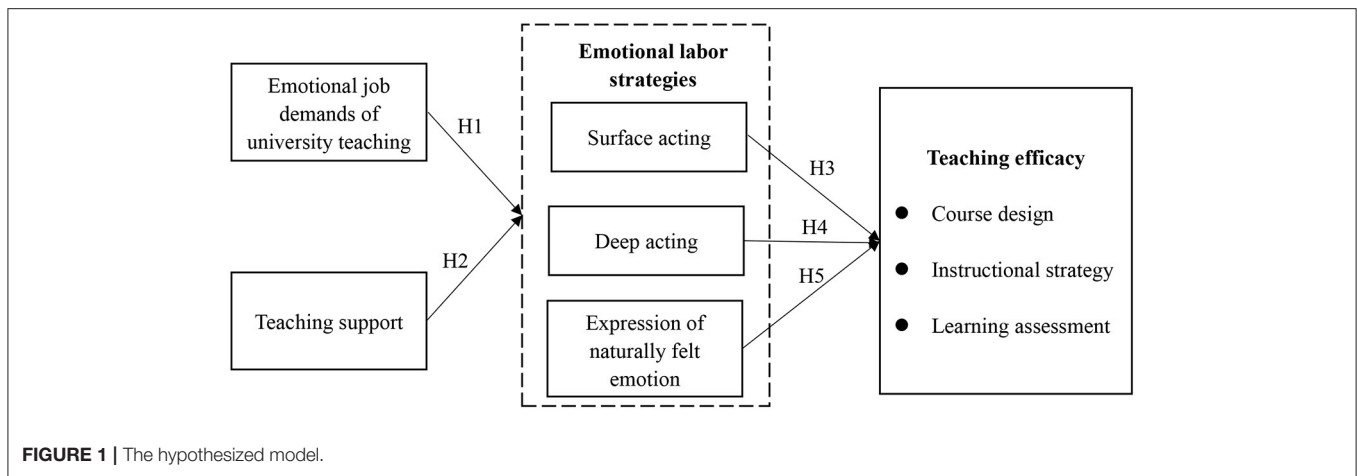 Emotional job
demands of
university teaching
H1
Teaching support
H2
Emotional labor
strategies
Surface acting
Deep acting
Expression of
naturally felt
emotion
H3
H4
H5
Teaching efficacy
● Course design
● Instructional strategy
● Learning assessment
FIGURE 1 | The hypothesized model.